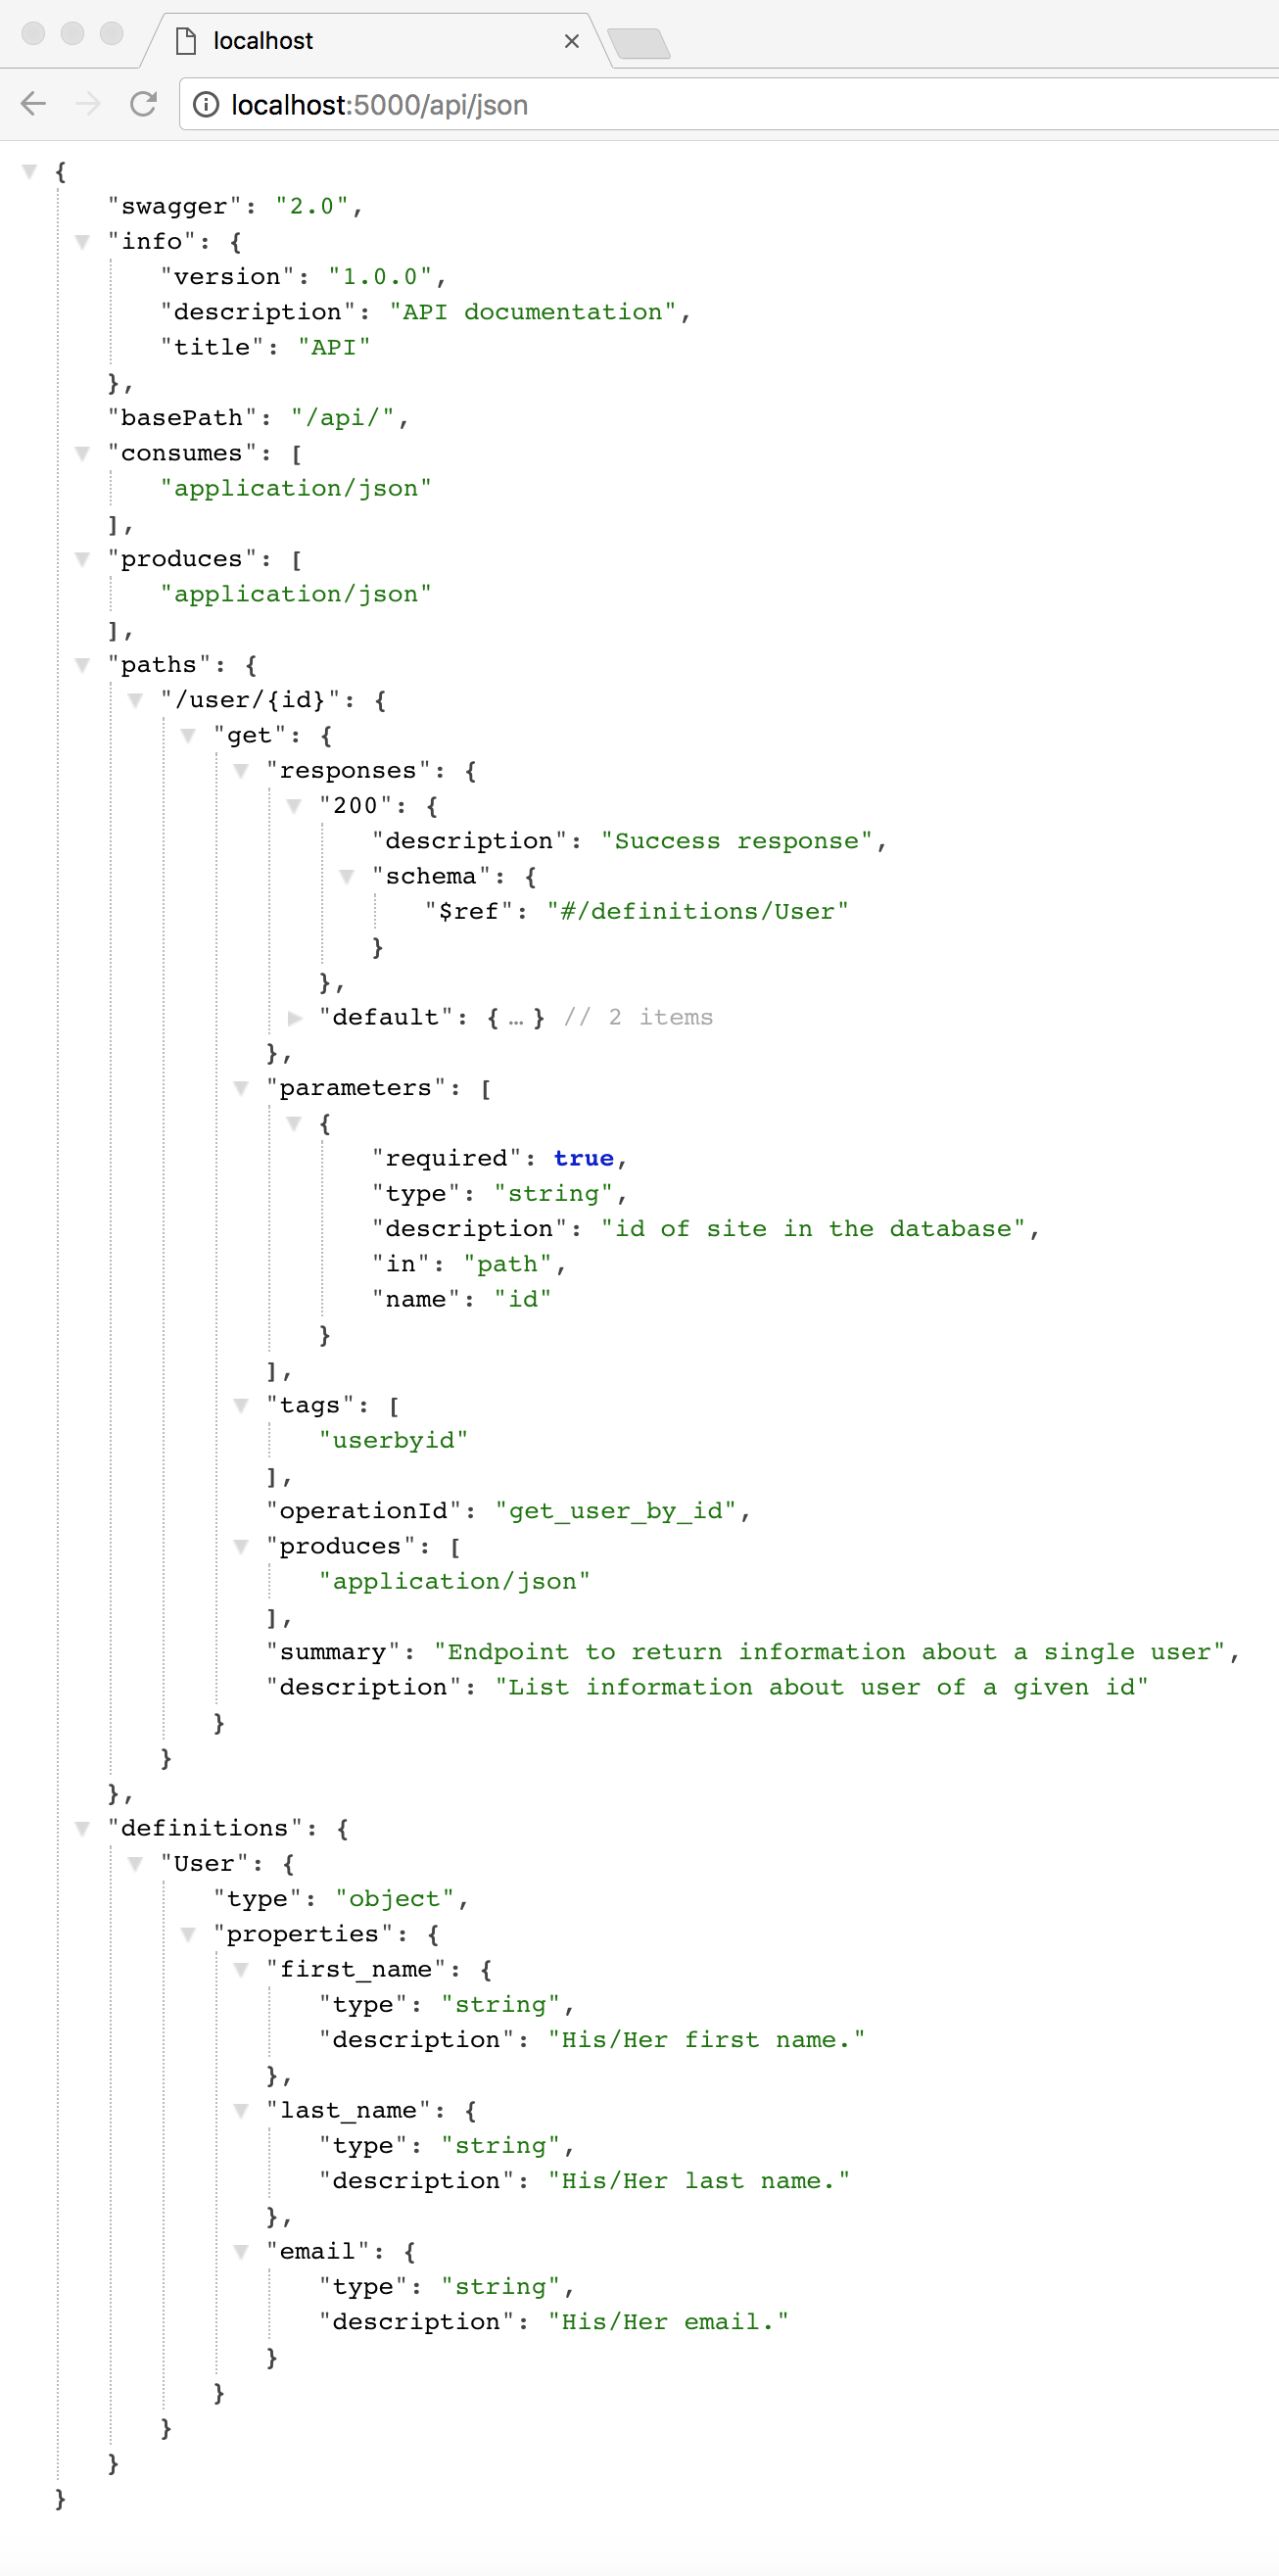 localhost
localhost:5000/api/json
{
"swagger": "2.0",
"info": {
"version": "1.0.0",
"description": "API documentation",
"title": "API"
},
"basePath": "/api/",
"consumes": [
"application/json"
],
"produces": [
"application/json"
],
"paths": {
"/user/{id}": {
"get": {
"responses": {
"200": {
"description": "Success response",
"schema": {
"$ref": "#/definitions/User"
}
},
"default": { … } // 2 items
},
"parameters": [
{
"required": true,
"type": "string",
"description": "id of site in the database",
"in": "path",
"name": "id"
}
],
"tags": [
"userbyid"
],
"operationId": "get_user_by_id",
"produces": [
"application/json"
],
"summary": "Endpoint to return information about a single user",
"description": "List information about user of a given id"
}
}
},
"definitions": {
"User": {
"type": "object",
"properties": {
"first_name": {
"type": "string",
"description": "His/Her first name."
},
"last_name": {
"type": "string",
"description": "His/Her last name."
},
"email": {
"type": "string",
"description": "His/Her email."
}
}
}
}
}